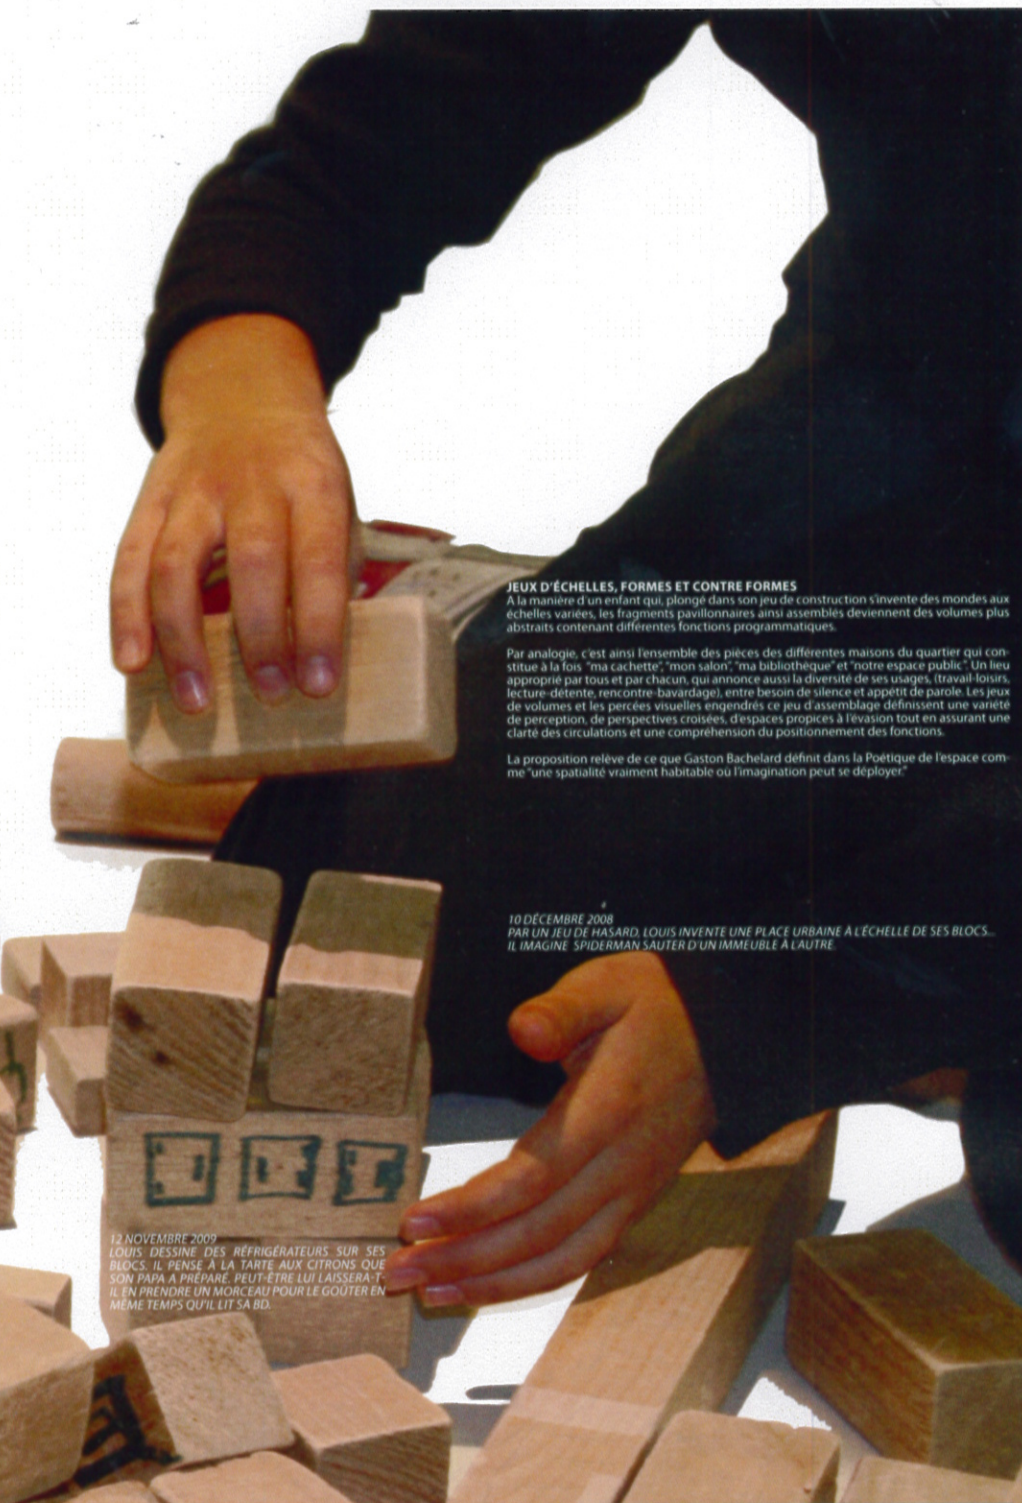 JEUX D'ÉCHELLES, FORMES ET CONTRE FORMES
A la manière d'un enfant qui, plongé dans son jeu de construction s'invente des mondes aux
échelles variées, les fragments pavillonnaires ainsi assemblés deviennent des volumes plus
abstraits contenant différentes fonctions programmatiques.
Par analogie, c'est ainsi l'ensemble des pièces des différentes maisons du quartier qui con-
stitue à la fois "ma cachette", "mon salon", "ma bibliothèque" et "notre espace public". Un lieu
approprié par tous et par chacun, qui annonce aussi la diversité de ses usages, (travail-loisirs,
lecture-détente, rencontre-bavardage), entre besoin de silence et appétit de parole. Les jeux
de volumes et les percées visuelles engendrés ce jeu d'assemblage définissent une variété
de perception, de perspectives croisées, d'espaces propices à l'évasion tout en assurant une
clarté des circulations et une compréhension du positionnement des fonctions.
La proposition relève de ce que Gaston Bachelard définit dans la Poétique de l'espace com-
me "une spatialité vraiment habitable où l'imagination peut se déployer."
10 DÉCEMBRE 2008
PAR UN JEU DE HASARD, LOUIS INVENTE UNE PLACE URBAINE À L'ÉCHELLE DE SES BLOCS...
IL IMAGINE SPIDERMAN SAUTER D'UN IMMEUBLE À L'AUTRE.
12 NOVEMBRE 2009
LOUIS DESSINE DES RÉFRIGÉRATEURS SUR SES
BLOCS. IL PENSE À LA TARTE AUX CITRONS QUE
SON PAPA A PRÉPARÉ. PEUT-ÊTRE LUI LAISSERA-T-
IL EN PRENDRE UN MORCEAU POUR LE GOÛTER EN
MÊME TEMPS QU'IL LIT SA BD.